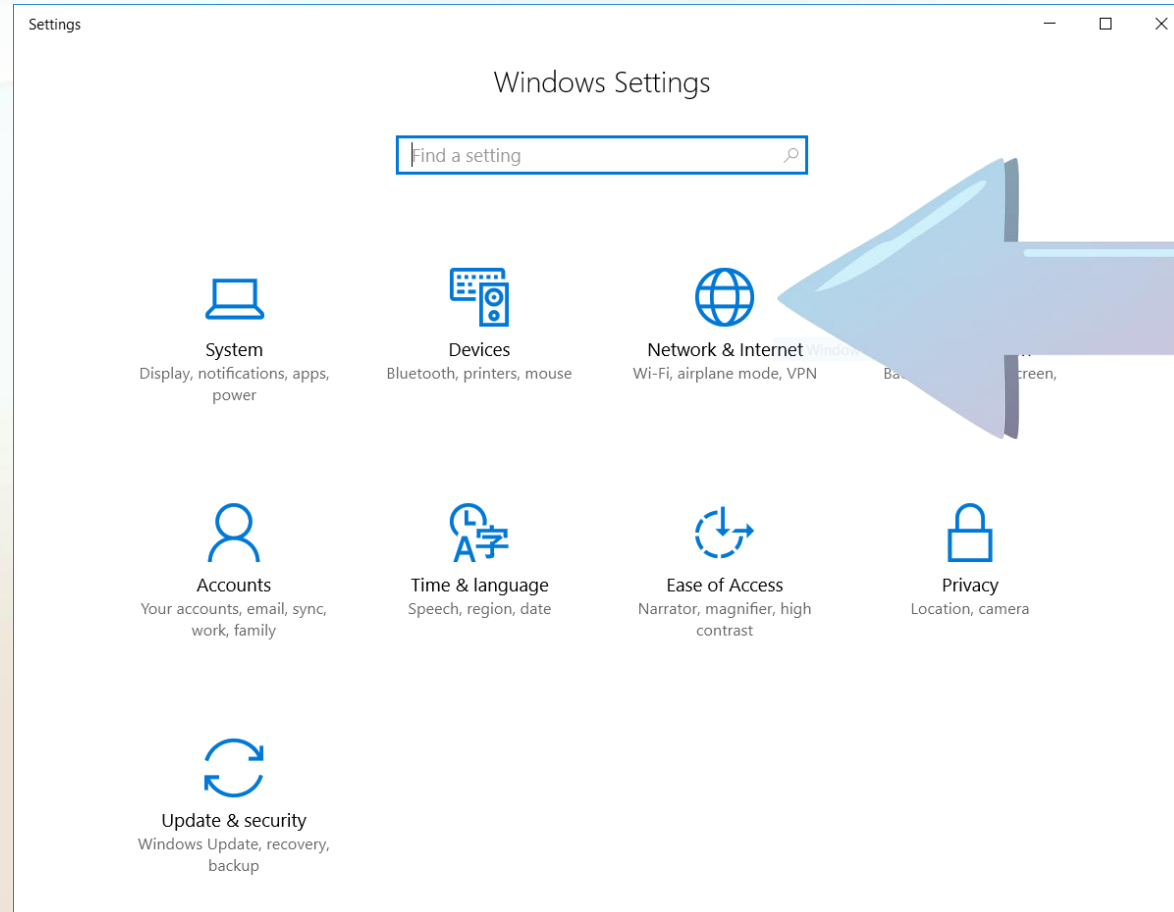 Settings
Windows Settings
Find a setting
System
Display, notifications, apps,
power
Devices
Bluetooth, printers, mouse
Network & Internet
Wi-Fi, airplane mode, VPN
Window
creen,
Accounts
Your accounts, email, sync,
work, family
Time & language
Speech, region, date
Ease of Access
Narrator, magnifier, high
contrast
Privacy
Location, camera
Update & security
Windows Update, recovery,
backup